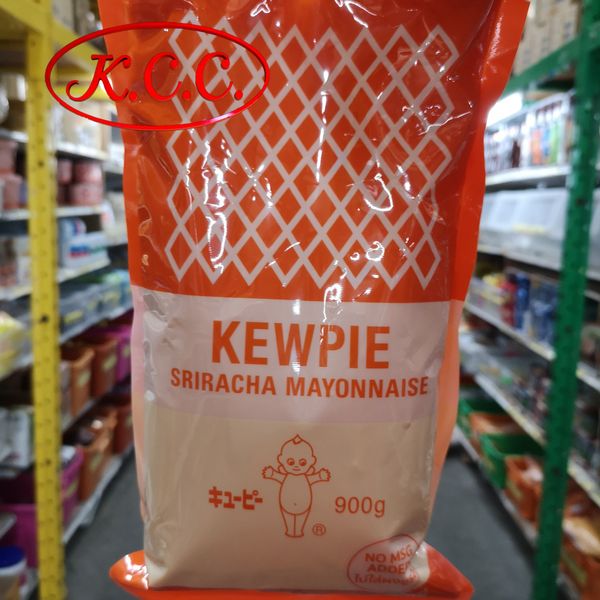 K.C.C.
KEWPIE
SRIRACHA MAYONNAISE
キユーピー
900g
®
NO MSG
ADDED